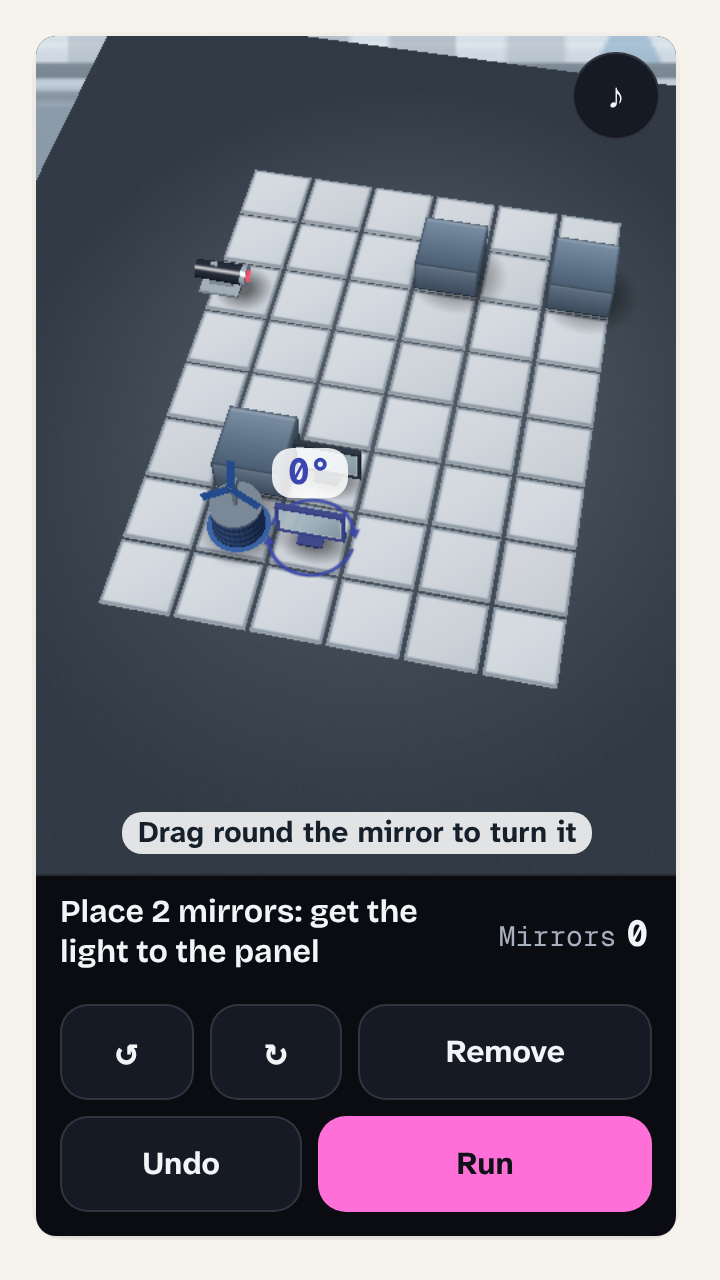 ♪
0°
Drag round the mirror to turn it
Place 2 mirrors: get the
light to the panel
Mirrors 0
↺ ↻ Remove
Undo Run